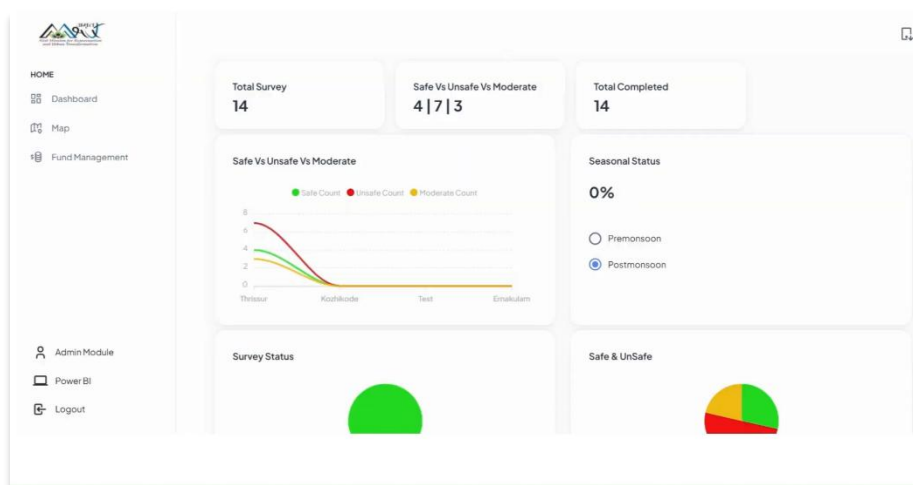 HOME
Dashboard
Map
Fund Management
Admin Module
Power BI
Logout
Total Survey
14
Safe Vs Unsafe Vs Moderate
4 | 7 | 3
Total Completed
14
Safe Vs Unsafe Vs Moderate
Safe Count Unsafe Count Moderate Count
8
6
4
2
0
Thrissur Kozhikode Test Ernakulam
Seasonal Status
0%
Premonsoon
Postmonsoon
Survey Status
Safe & UnSafe